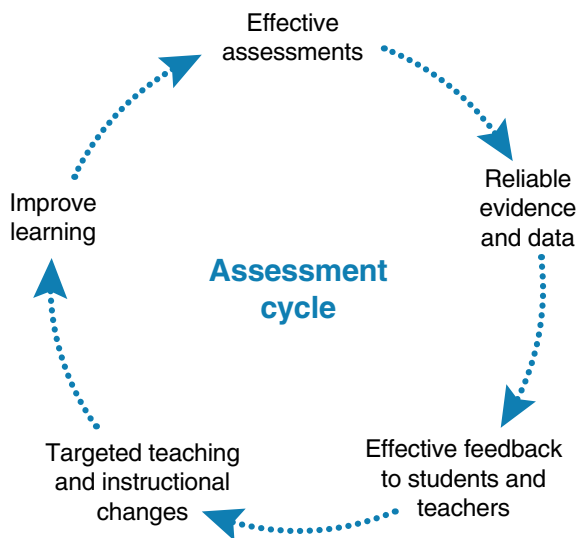 Effective
assessments
Reliable
evidence
and data
Effective feedback
to students and
teachers
Targeted teaching
and instructional
changes
Improve
learning
Assessment
cycle